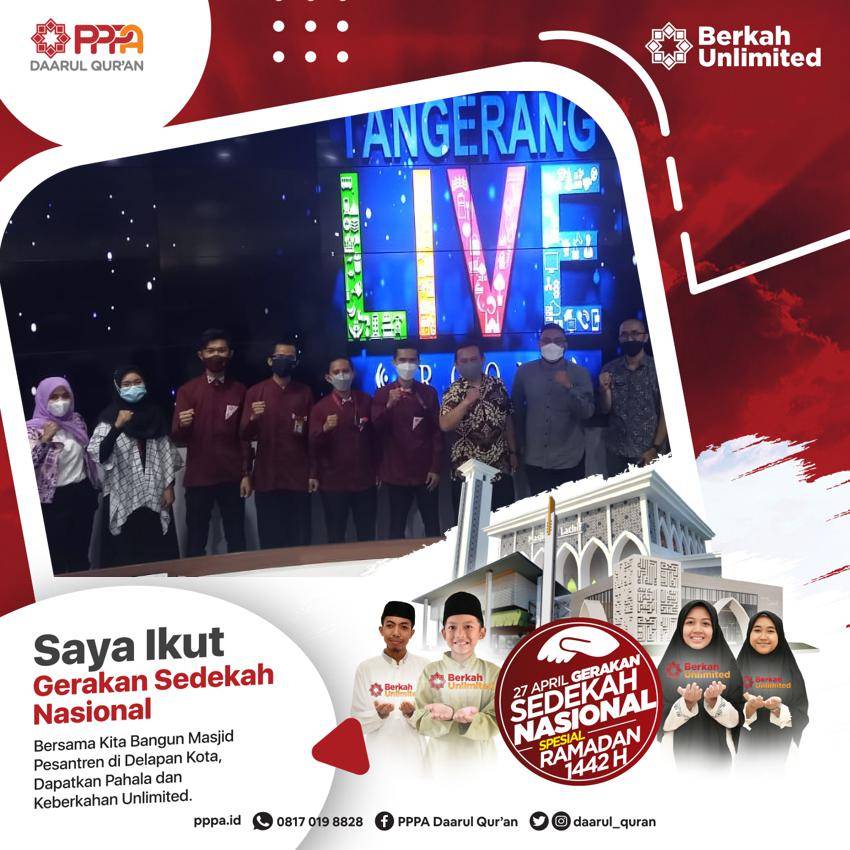 PPPA
DAARUL QUR'AN
Berkah
Unlimited
TANGERANG
LIVE
Masjid
Saya Ikut
Gerakan Sedekah
Nasional
Bersama Kita Bangun Masjid
Pesantren di Delapan Kota,
Dapatkan Pahala dan
Keberkahan Unlimited.
Berkah
Unlimited
Berkah
Unlimited
27 APRIL GERAKAN
SEDEKAH
NASIONAL
SPESIAL
RAMADAN
1442 H
Berkah
Unlimited
Berkah
Unlimited
pppa.id 0817 019 8828 PPPA Daarul Qur'an daarul_quran